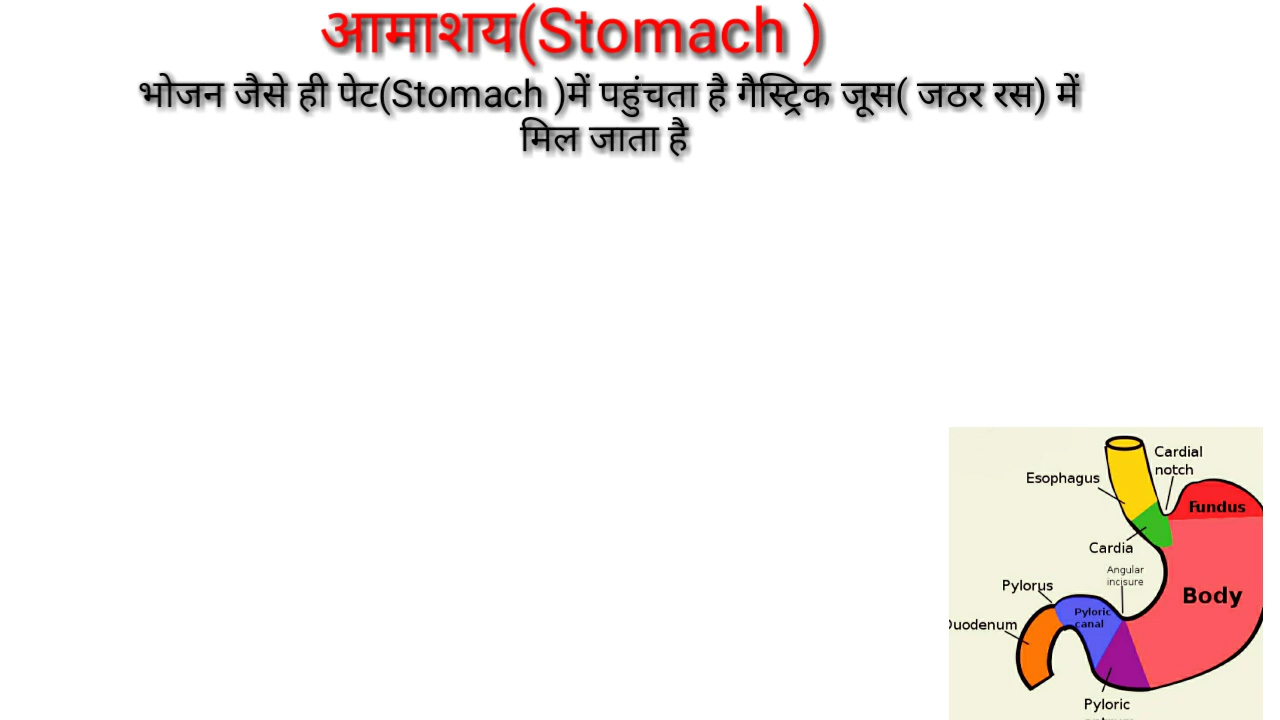 आमाशय(Stomach )
भोजन जैसे ही पेट(Stomach )में पहुंचता है गैस्ट्रिक जूस( जठर रस) में
मिल जाता है
Cardial
notch
Esophagus
Fundus
Cardia
Angular
incisure
Pylorus
Body
Pyloric
canal
Duodenum
Pyloric